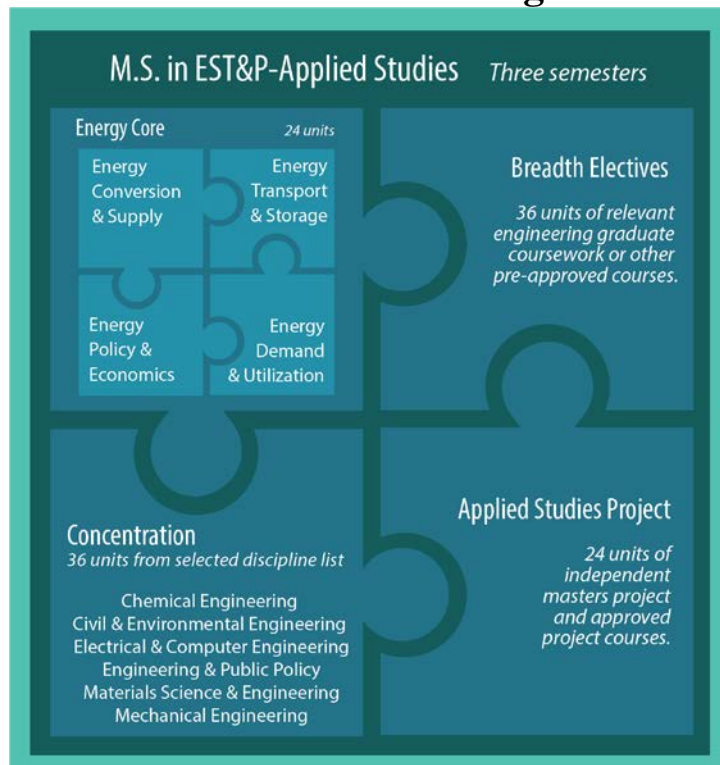 M.S. in EST&P-Applied Studies Three semesters
Energy Core 24 units
Energy
Conversion
& Supply
Energy
Transport
& Storage
Energy
Policy &
Economics
Energy
Demand
& Utilization
Breadth Electives
36 units of relevant
engineering graduate
coursework or other
pre-approved courses.
Concentration
36 units from selected discipline list
Chemical Engineering
Civil & Environmental Engineering
Electrical & Computer Engineering
Engineering & Public Policy
Materials Science & Engineering
Mechanical Engineering
Applied Studies Project
24 units of
independent
masters project
and approved
project courses.